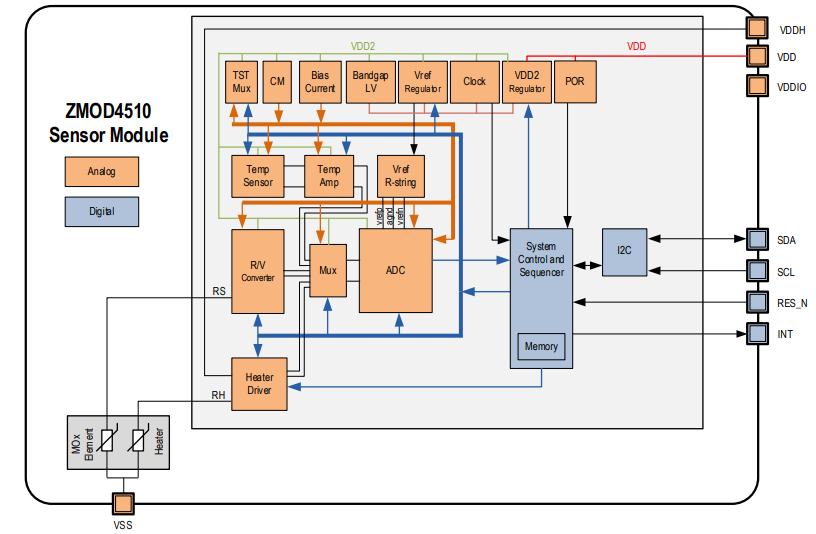 VDDH
VDD2
VDD
VDD
VDDIO
TST
Mux
CM
Bias
Current
Bandgap
LV
Vref
Regulator
Clock
VDD2
Regulator
POR
ZMOD4510
Sensor Module
Analog
Digital
Temp
Sensor
Temp
Amp
Vref
R-string
vrefp
agnd
vrefn
R/V
Converter
Mux
ADC
System
Control and
Sequencer
Memory
I2C
SDA
SCL
RES_N
INT
RS
Heater
Driver
RH
MOx
Element
Heater
VSS